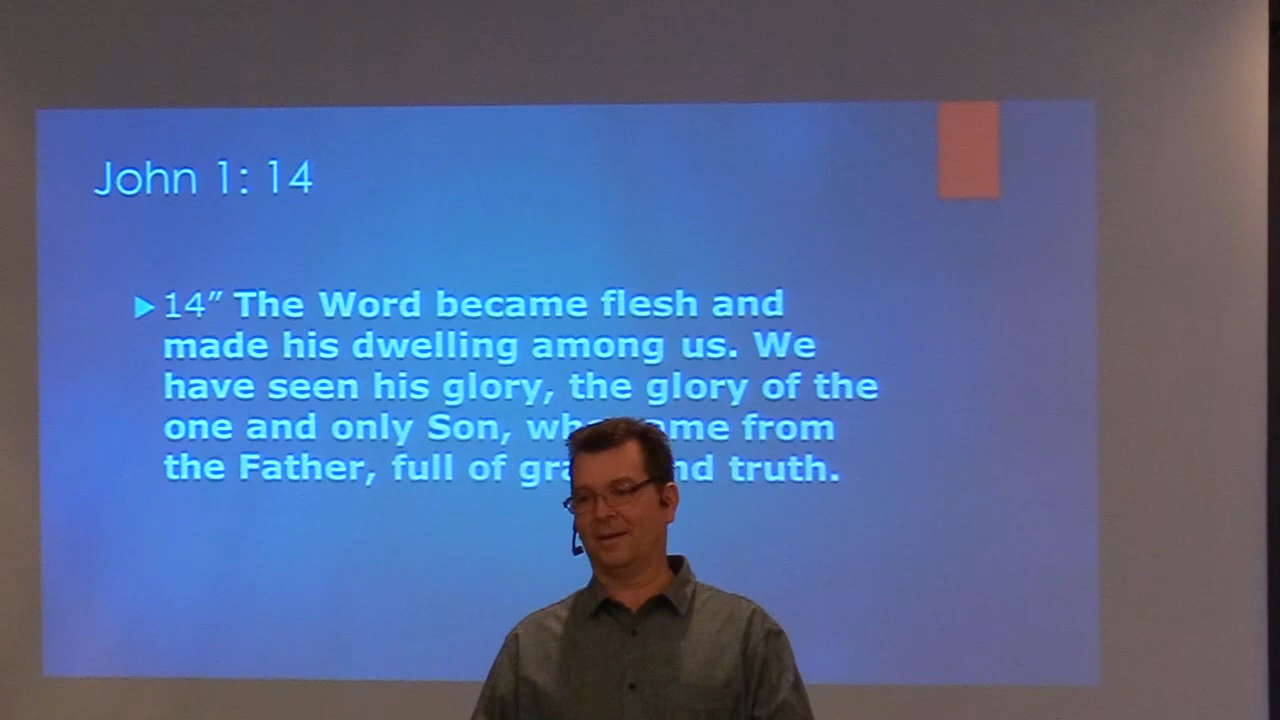 John 1: 14
14” The Word became flesh and
made his dwelling among us. We
have seen his glory, the glory of the
one and only Son, who came from
the Father, full of grace and truth.